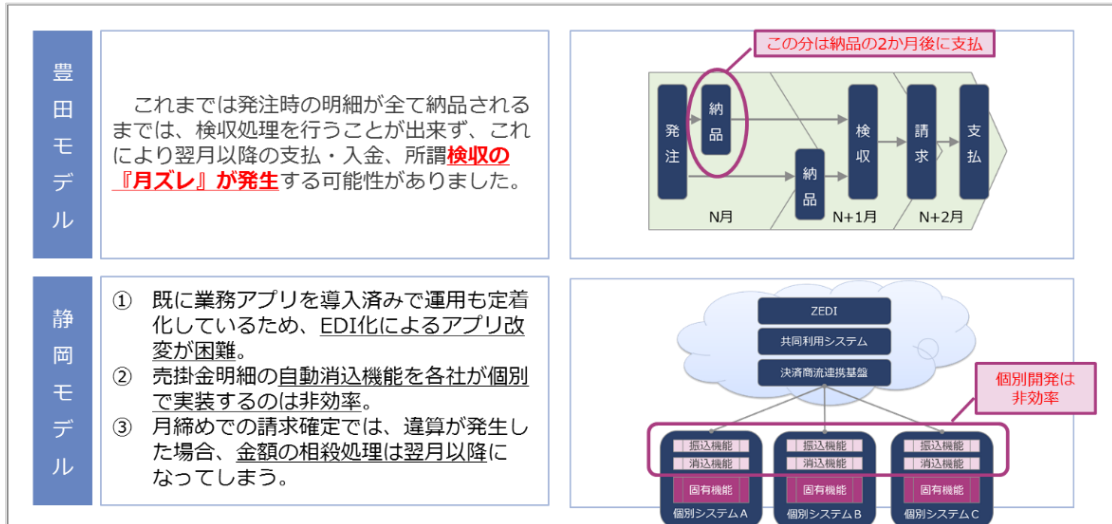 豊田モデル
これまでは発注時の明細が全て納品される
までは、検収処理を行うことが出来ず、これ
により翌月以降の支払・入金、所謂検収の
『月ズレ』が発生する可能性がありました。
この分は納品の2か月後に支払
発注
納品
納品
検収
請求
支払
N月
N+1月
N+2月
静岡モデル
① 既に業務アプリを導入済みで運用も定着
化しているため、EDI化によるアプリ改
変が困難。
② 売掛金明細の自動消込機能を各社が個別
で実装するのは非効率。
③ 月締めでの請求確定では、違算が発生し
た場合、金額の相殺処理は翌月以降に
なってしまう。
ZEDI
共同利用システム
決済商流連携基盤
個別開発は
非効率
振込機能 振込機能 振込機能
消込機能 消込機能 消込機能
固有機能 固有機能 固有機能
個別システムA 個別システムB 個別システムC